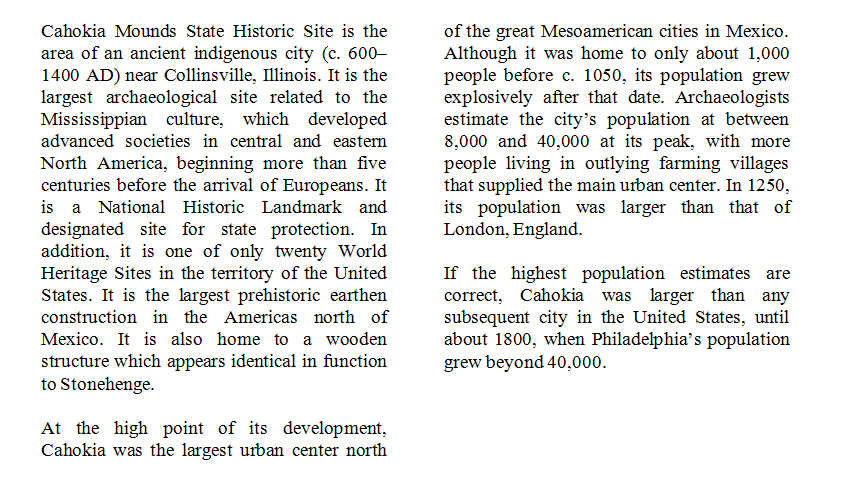 Cahokia Mounds State Historic Site is the
area of an ancient indigenous city (c. 600–
1400 AD) near Collinsville, Illinois. It is the
largest archaeological site related to the
Mississippian culture, which developed
advanced societies in central and eastern
North America, beginning more than five
centuries before the arrival of Europeans. It
is a National Historic Landmark and
designated site for state protection. In
addition, it is one of only twenty World
Heritage Sites in the territory of the United
States. It is the largest prehistoric earthen
construction in the Americas north of
Mexico. It is also home to a wooden
structure which appears identical in function
to Stonehenge.

At the high point of its development,
Cahokia was the largest urban center north
of the great Mesoamerican cities in Mexico.
Although it was home to only about 1,000
people before c. 1050, its population grew
explosively after that date. Archaeologists
estimate the city’s population at between
8,000 and 40,000 at its peak, with more
people living in outlying farming villages
that supplied the main urban center. In 1250,
its population was larger than that of
London, England.

If the highest population estimates are
correct, Cahokia was larger than any
subsequent city in the United States, until
about 1800, when Philadelphia’s population
grew beyond 40,000.